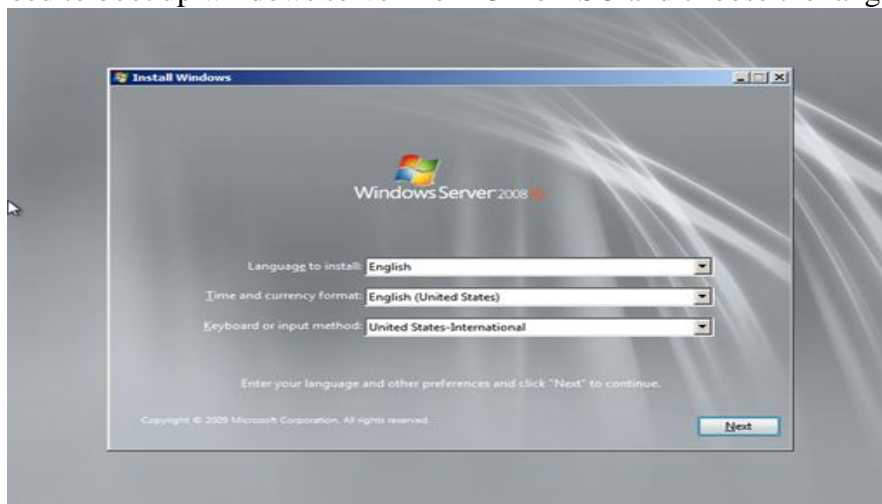 Install Windows
Windows Server 2008 R2
Language to install: English
Time and currency format: English (United States)
Keyboard or input method: United States-International
Enter your language and other preferences and click "Next" to continue.
Copyright © 2009 Microsoft Corporation. All rights reserved.
Next